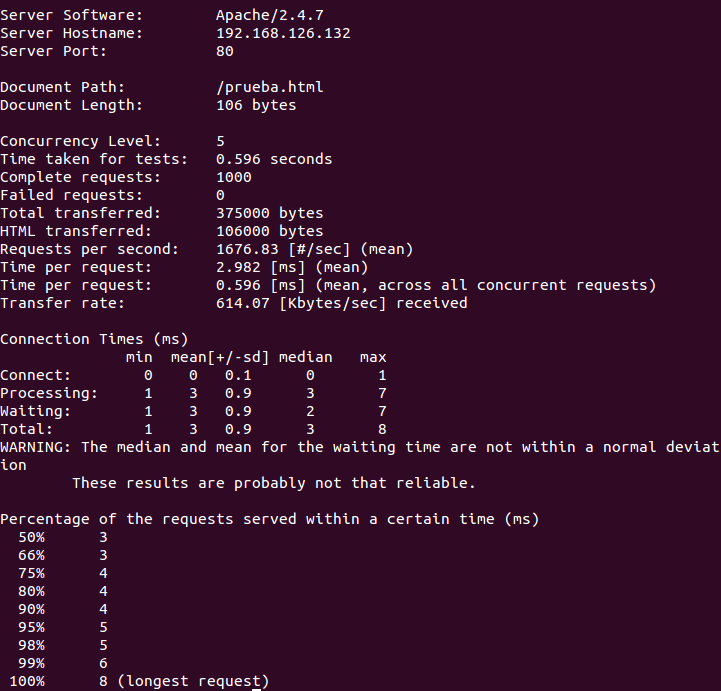 Server Software:        Apache/2.4.7
Server Hostname:        192.168.126.132
Server Port:            80

Document Path:          /prueba.html
Document Length:        106 bytes

Concurrency Level:      5
Time taken for tests:   0.596 seconds
Complete requests:      1000
Failed requests:        0
Total transferred:      375000 bytes
HTML transferred:       106000 bytes
Requests per second:    1676.83 [#/sec] (mean)
Time per request:       2.982 [ms] (mean)
Time per request:       0.596 [ms] (mean, across all concurrent requests)
Transfer rate:          614.07 [Kbytes/sec] received

Connection Times (ms)
              min  mean[+/-sd] median   max
Connect:        0    0   0.1      0       1
Processing:     1    3   0.9      3       7
Waiting:        1    3   0.9      2       7
Total:          1    3   0.9      3       8
WARNING: The median and mean for the waiting time are not within a normal deviat
ion
        These results are probably not that reliable.

Percentage of the requests served within a certain time (ms)
  50%      3
  66%      3
  75%      4
  80%      4
  90%      4
  95%      5
  98%      5
  99%      6
 100%      8 (longest request)